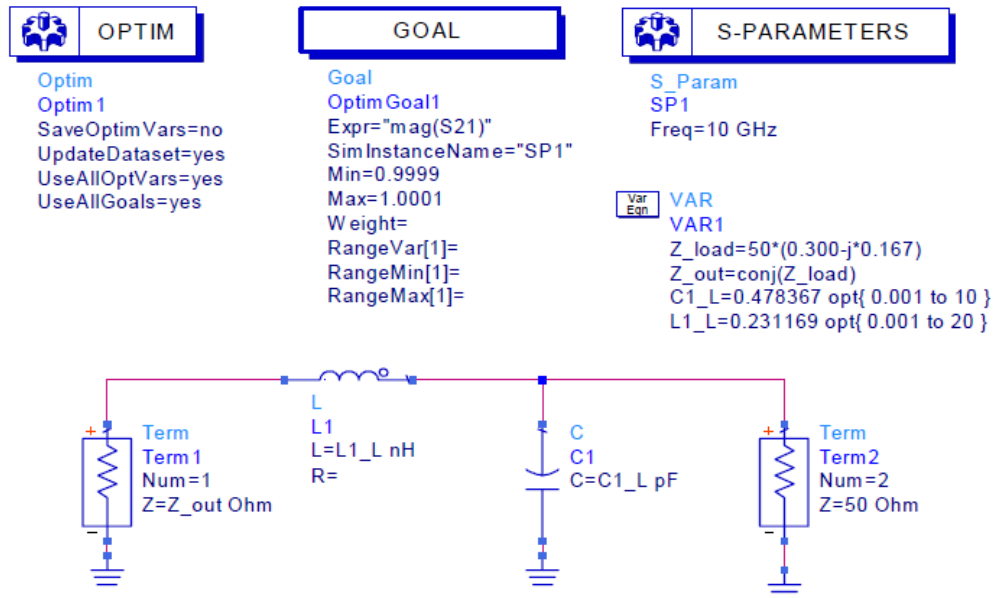 OPTIM
Optim
Optim1
SaveOptimVars=no
UpdateDataset=yes
UseAllOptVars=yes
UseAllGoals=yes
GOAL
Goal
OptimGoal1
Expr="mag(S21)"
SimInstanceName="SP1"
Min=0.9999
Max=1.0001
Weight=
RangeVar[1]=
RangeMin[1]=
RangeMax[1]=
S-PARAMETERS
S_Param
SP1
Freq=10 GHz
Var
Eqn
VAR
VAR1
Z_load=50*(0.300-j*0.167)
Z_out=conj(Z_load)
C1_L=0.478367 opt{ 0.001 to 10 }
L1_L=0.231169 opt{ 0.001 to 20 }
+
Term
Term1
Num=1
Z=Z_out Ohm
−
L
L1
L=L1_L nH
R=
C
C1
C=C1_L pF
+
Term
Term2
Num=2
Z=50 Ohm
−